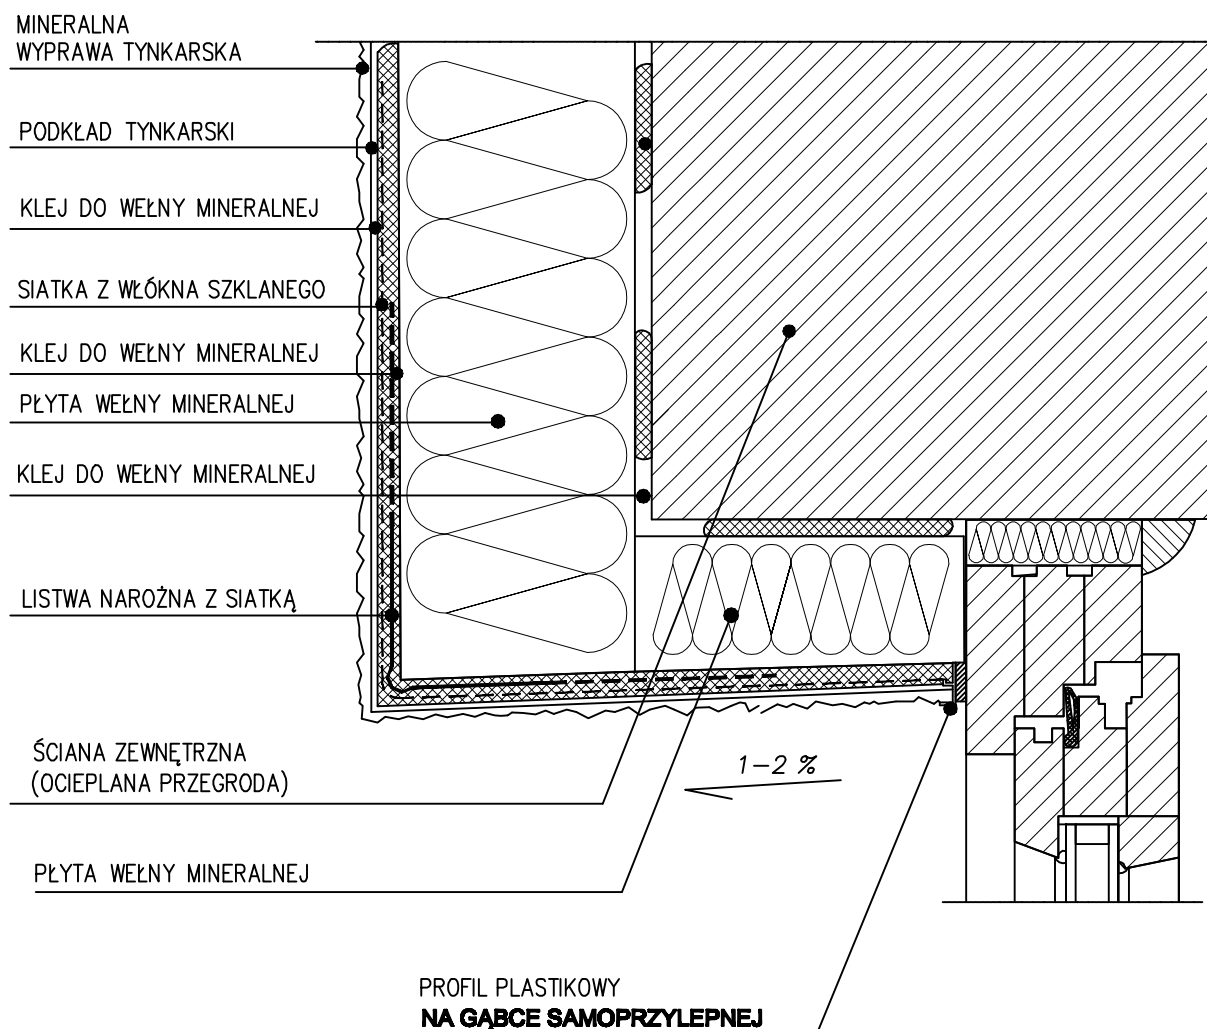 MINERALNA
WYPRAWA TYNKARSKA
PODKŁAD TYNKARSKI
KLEJ DO WEŁNY MINERALNEJ
SIATKA Z WŁÓKNA SZKLANEGO
KLEJ DO WEŁNY MINERALNEJ
PŁYTA WEŁNY MINERALNEJ
KLEJ DO WEŁNY MINERALNEJ
LISTWA NAROŻNA Z SIATKĄ
ŚCIANA ZEWNĘTRZNA
(OCIEPLANA PRZEGRODA)
1-2 %
PŁYTA WEŁNY MINERALNEJ
PROFIL PLASTIKOWY
NA GĄBCE SAMOPRZYLEPNEJ